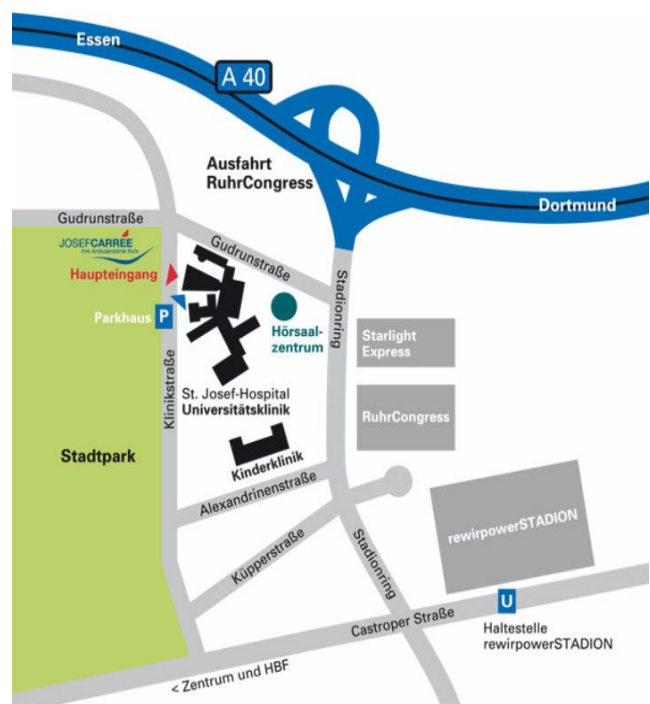 Essen
A 40
Ausfahrt
RuhrCongress
Dortmund
Gudrunstraße
JOSEFCARRÉE
Haupteingang
Gudrunstraße
Stadionring
Parkhaus P
Hörsaal-
zentrum
Starlight
Express
Klinikstraße
St. Josef-Hospital
Universitätsklinik
RuhrCongress
Stadtpark
Kinderklinik
Alexandrinenstraße
rewirpowerSTADION
Küpperstraße
Stadionring
U
Castroper Straße
Haltestelle
rewirpowerSTADION
< Zentrum und HBF